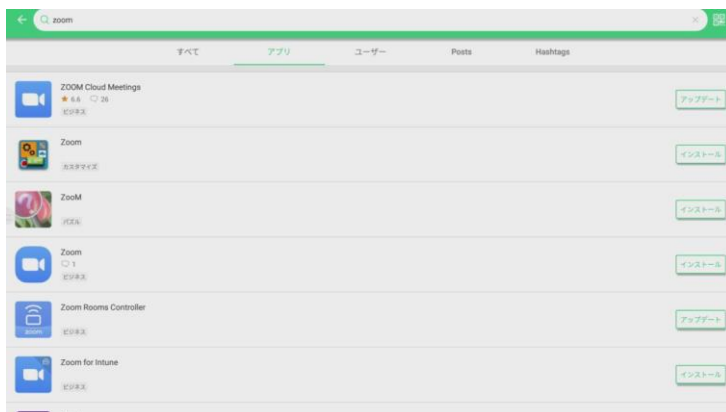 zoom
すべて
アプリ
ユーザー
Posts
Hashtags
ZOOM Cloud Meetings
6.6 26
ビジネス
アップデート
Zoom
カスタマイズ
インストール
ZooM
パズル
インストール
Zoom
1
ビジネス
インストール
Zoom Rooms Controller
zoom
ビジネス
アップデート
Zoom for Intune
ビジネス
インストール